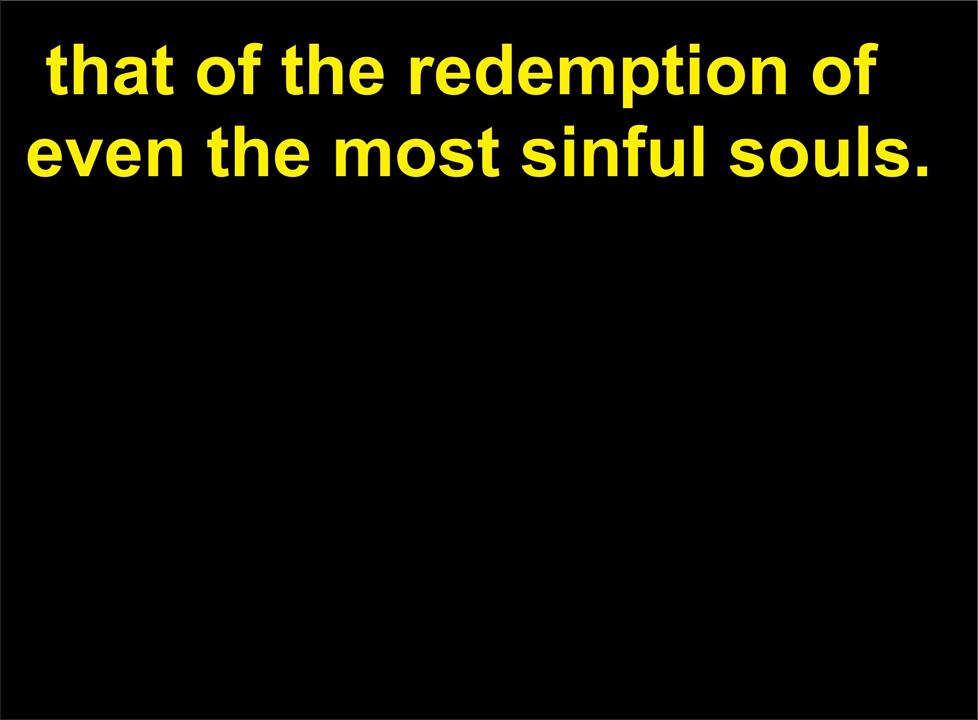 that of the redemption of
even the most sinful souls.